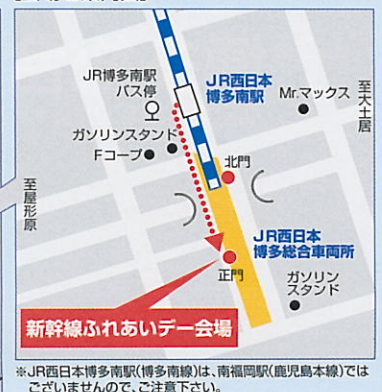 JR博多南駅
バス停
JR西日本
博多南駅
Mr.マックス
至大土居
ガソリンスタンド
Fコープ
北門
至屋形原
JR西日本
博多総合車両所
正門
ガソリン
スタンド
新幹線ふれあいデー会場
※JR西日本博多南駅(博多南線)は、南福岡駅(鹿児島本線)では
ございませんので、ご注意下さい。